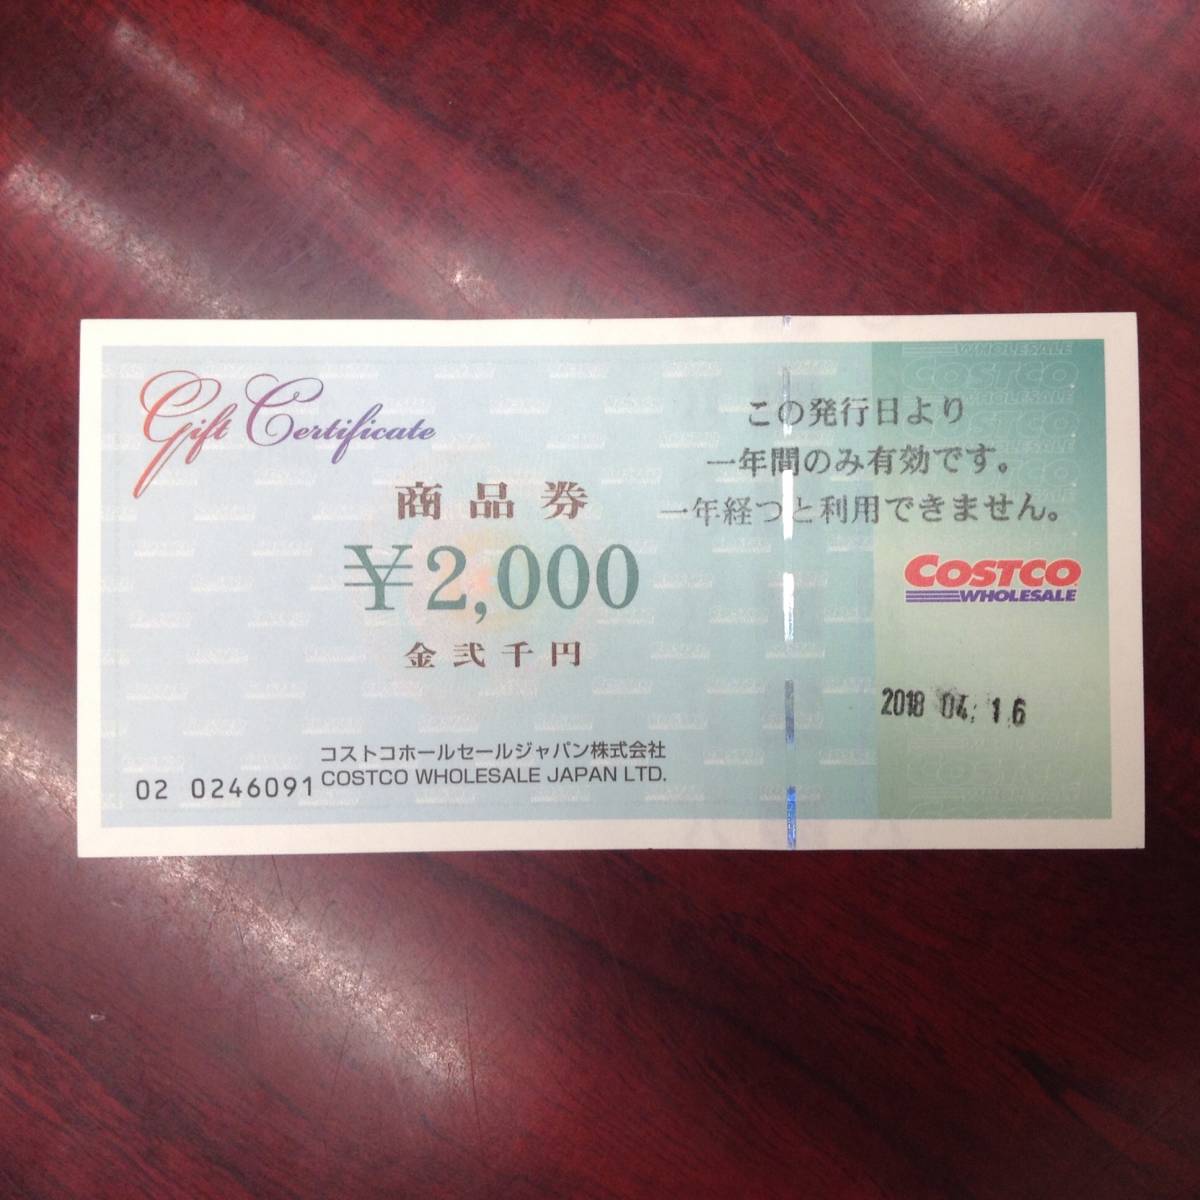 Gift Certificate
この発行日より
一年間のみ有効です。
一年経つと利用できません。
商品券
¥2,000
金弐千円
COSTCO
WHOLESALE
2018 04. 16
コストコホールセールジャパン株式会社
COSTCO WHOLESALE JAPAN LTD.
02 0246091